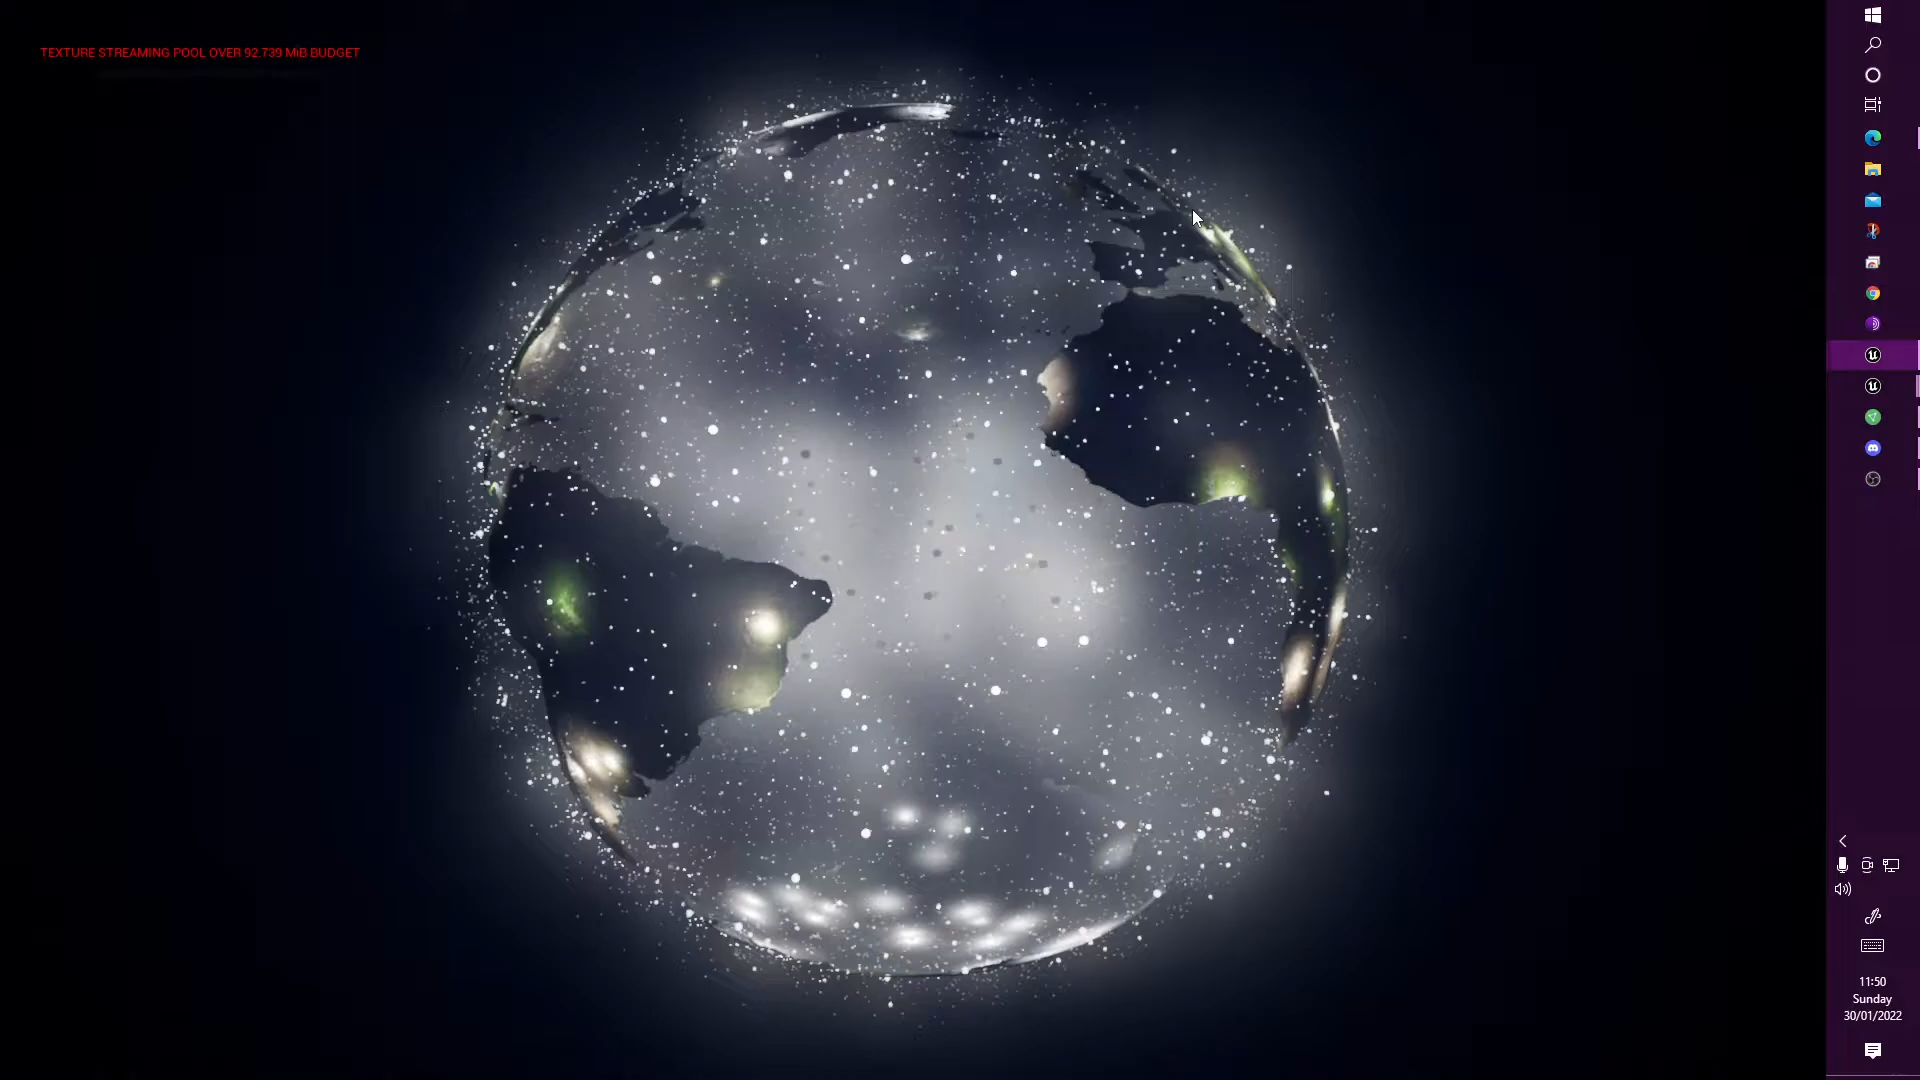 TEXTURE STREAMING POOL OVER 92.739 MiB BUDGET
11:50
Sunday
30/01/2022